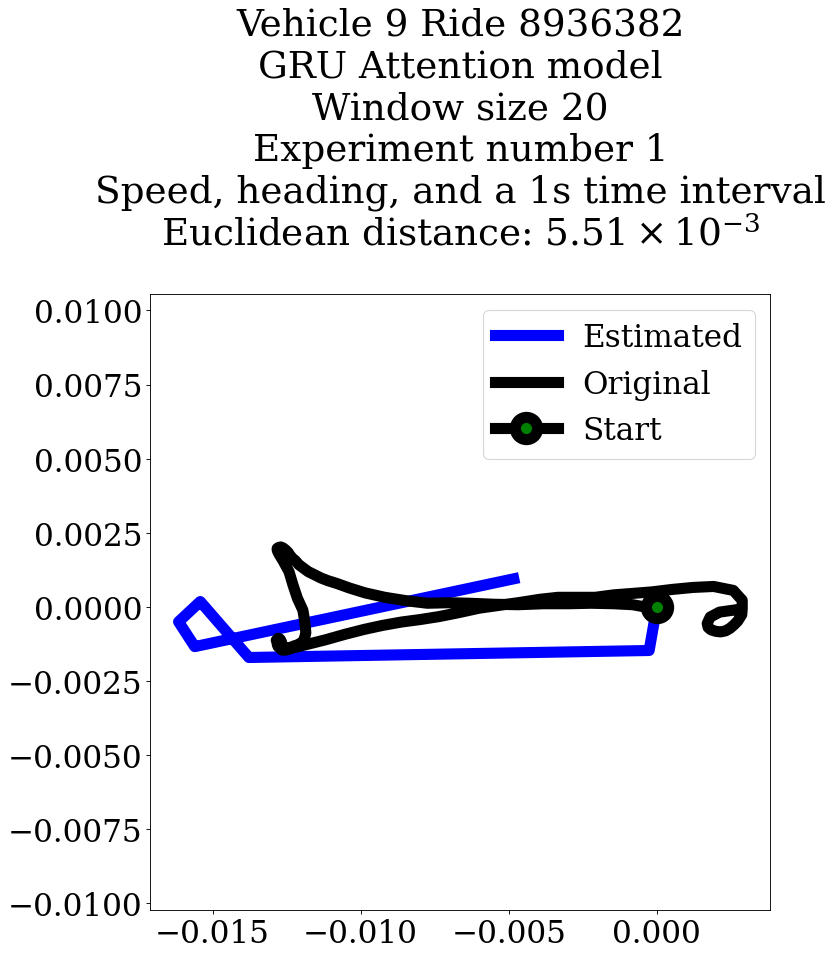 Vehicle 9 Ride 8936382
GRU Attention model
Window size 20
Experiment number 1
Speed, heading, and a 1s time interval
Euclidean distance: 5.51 × 10⁻³
0.0100
0.0075
0.0050
0.0025
0.0000
−0.0025
−0.0050
−0.0075
−0.0100
Estimated
Original
Start
−0.015 −0.010 −0.005 0.000